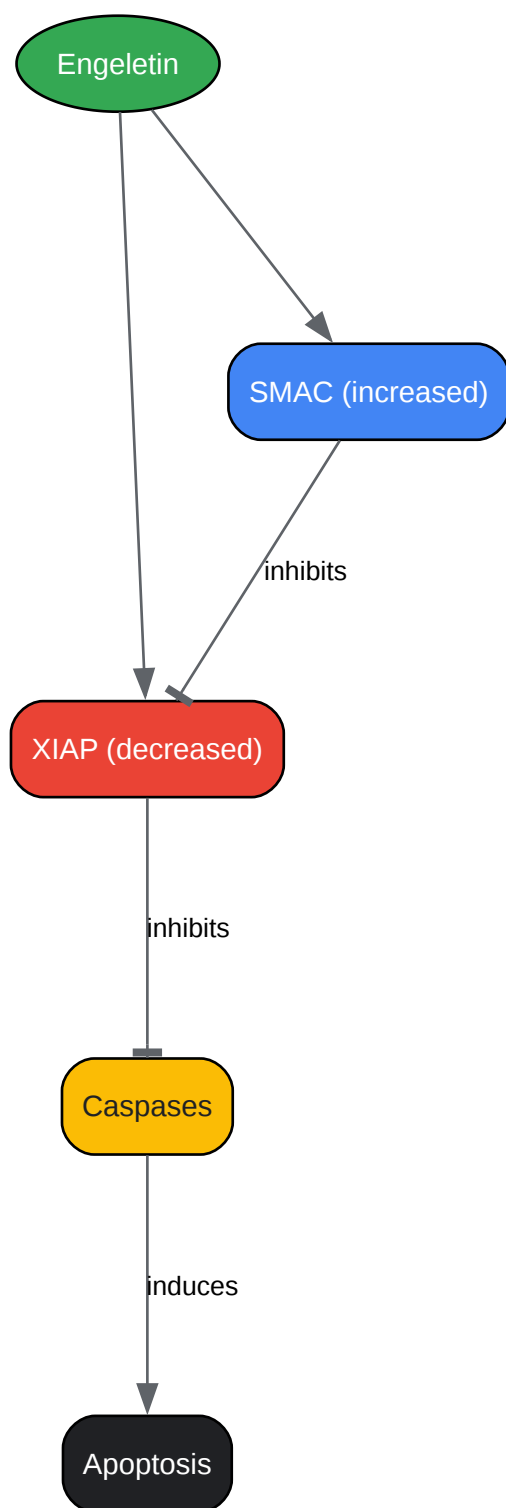 Engeletin
SMAC (increased)
inhibits
XIAP (decreased)
inhibits
Caspases
induces
Apoptosis